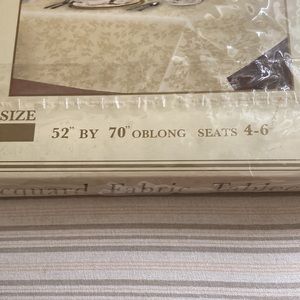 SIZE
52" BY 70" OBLONG SEATS 4-6
cquard Fabric Table